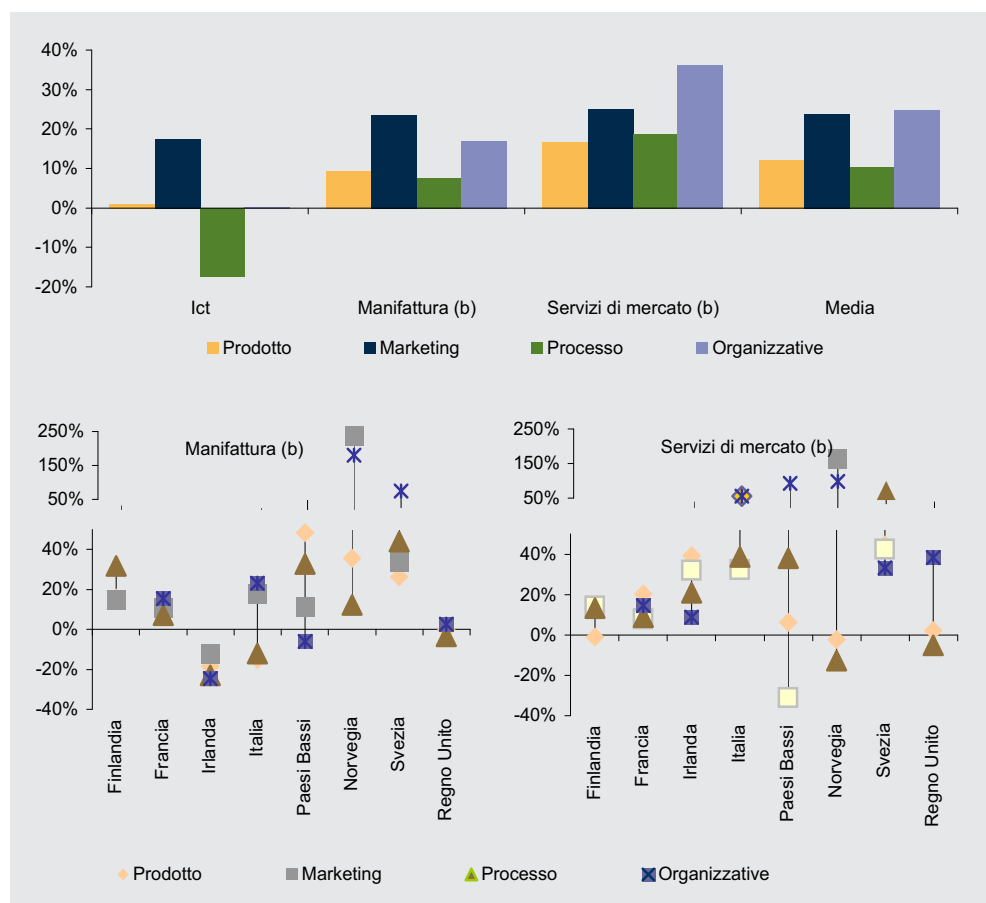 40%
30%
20%
10%
0%
-10%
-20%
Ict Manifattura (b) Servizi di mercato (b) Media
Prodotto Marketing Processo Organizzative
Manifattura (b)
250%
150%
50%
40%
20%
0%
-20%
-40%
Finlandia
Francia
Irlanda
Italia
Paesi Bassi
Norvegia
Svezia
Regno Unito
Servizi di mercato (b)
250%
150%
50%
40%
20%
0%
-20%
-40%
Finlandia
Francia
Irlanda
Italia
Paesi Bassi
Norvegia
Svezia
Regno Unito
Prodotto Marketing Processo Organizzative